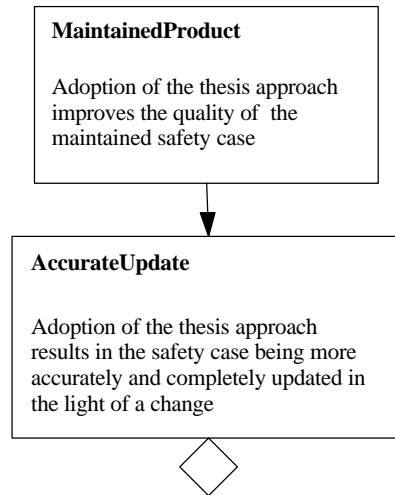 MaintainedProduct
Adoption of the thesis approach
improves the quality of the
maintained safety case
AccurateUpdate
Adoption of the thesis approach
results in the safety case being more
accurately and completely updated in
the light of a change